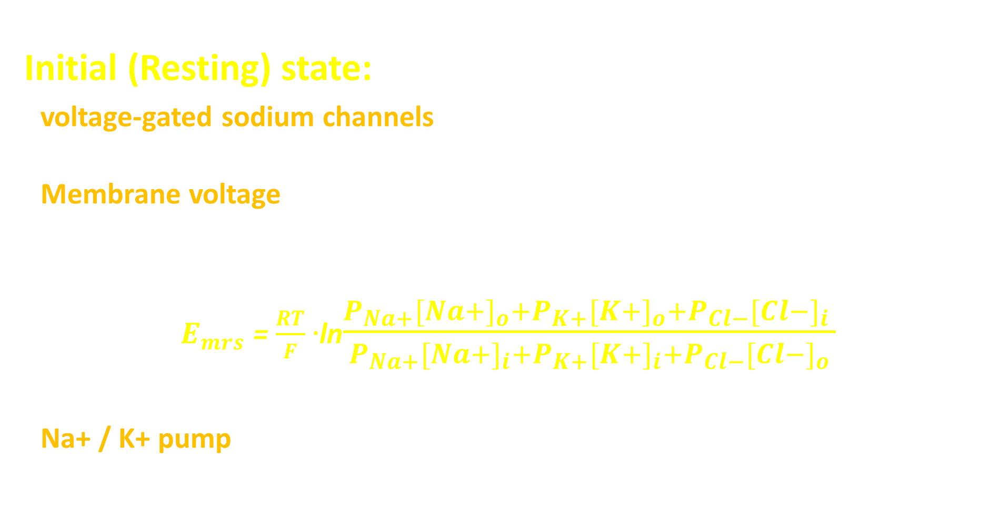 Initial (Resting) state:
voltage-gated sodium channels
Membrane voltage
E_mrs = RT/F ·ln P_Na+[Na+]_o+P_K+[K+]_o+P_Cl−[Cl−]_i / P_Na+[Na+]_i+P_K+[K+]_i+P_Cl−[Cl−]_o
Na+ / K+ pump